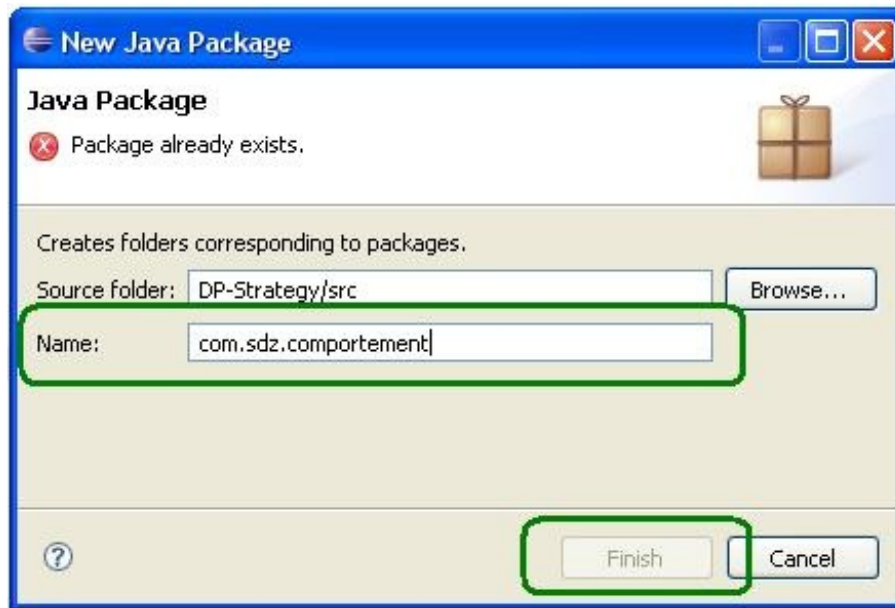 New Java Package
Java Package
Package already exists.
Creates folders corresponding to packages.
Source folder: DP-Strategy/src Browse...
Name: com.sdz.comportement
? Finish Cancel